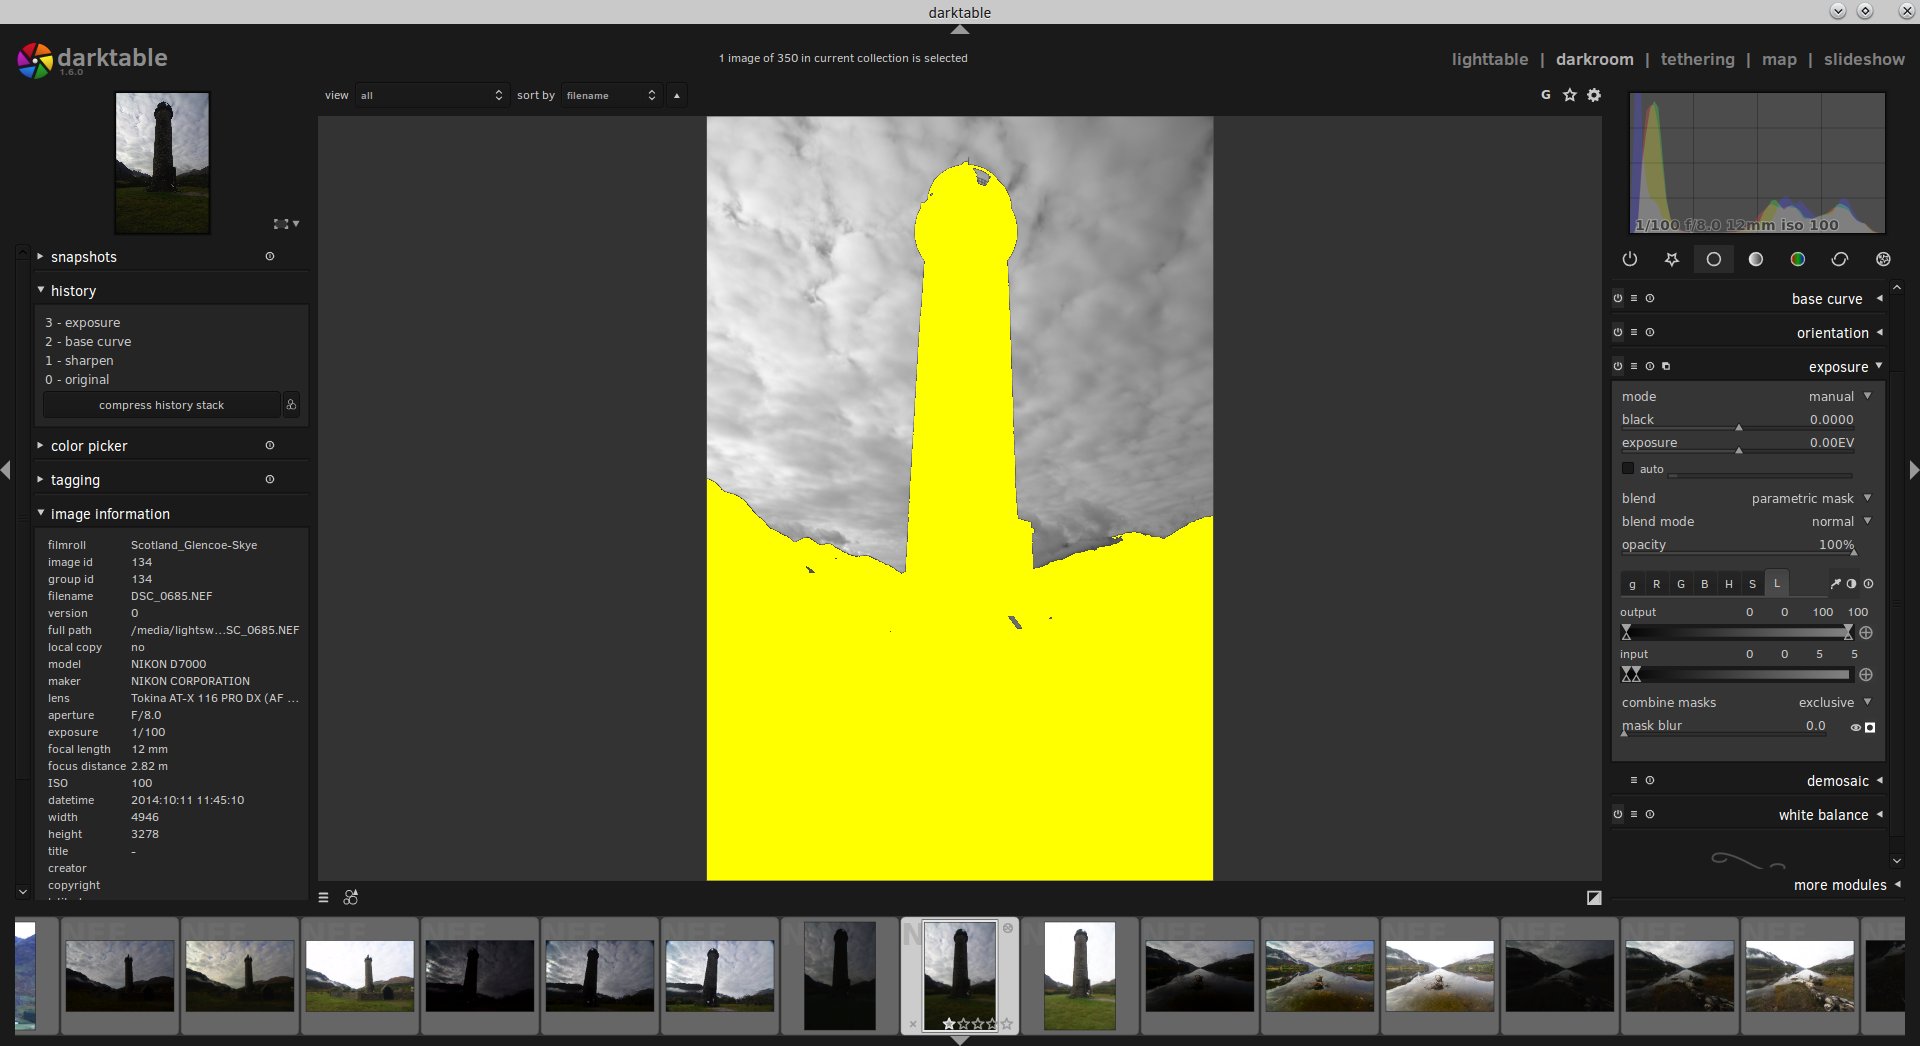 darktable
darktable
1.6.0
1 image of 350 in current collection is selected
lighttable | darkroom | tethering | map | slideshow
view all sort by filename
G
1/100 f/8.0 12mm iso 100
snapshots
history
3 - exposure
2 - base curve
1 - sharpen
0 - original
compress history stack
color picker
tagging
image information
filmroll Scotland_Glencoe-Skye
image id 134
group id 134
filename DSC_0685.NEF
version 0
full path /media/lightsw...SC_0685.NEF
local copy no
model NIKON D7000
maker NIKON CORPORATION
lens Tokina AT-X 116 PRO DX (AF ...
aperture F/8.0
exposure 1/100
focal length 12 mm
focus distance 2.82 m
ISO 100
datetime 2014:10:11 11:45:10
width 4946
height 3278
title -
creator
copyright
base curve
orientation
exposure
mode manual
black 0.0000
exposure 0.00EV
auto
blend parametric mask
blend mode normal
opacity 100%
g R G B H S L
output 0 0 100 100
input 0 0 5 5
combine masks exclusive
mask blur 0.0
demosaic
white balance
more modules